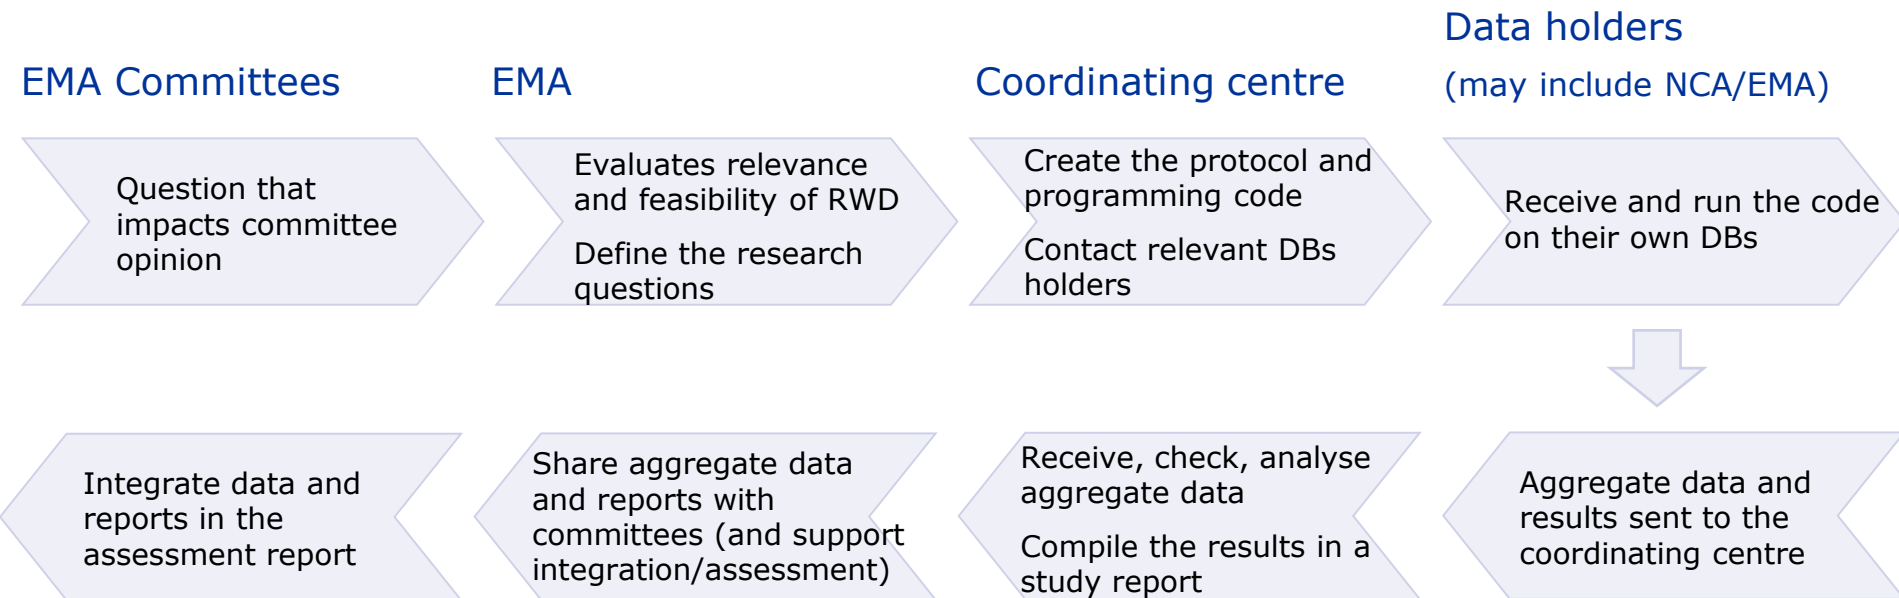 EMA Committees
EMA
Coordinating centre
Data holders
(may include NCA/EMA)
Question that
impacts committee
opinion
Evaluates relevance
and feasibility of RWD
Define the research
questions
Create the protocol and
programming code
Contact relevant DBs
holders
Receive and run the code
on their own DBs
Integrate data and
reports in the
assessment report
Share aggregate data
and reports with
committees (and support
integration/assessment)
Receive, check, analyse
aggregate data
Compile the results in a
study report
Aggregate data and
results sent to the
coordinating centre